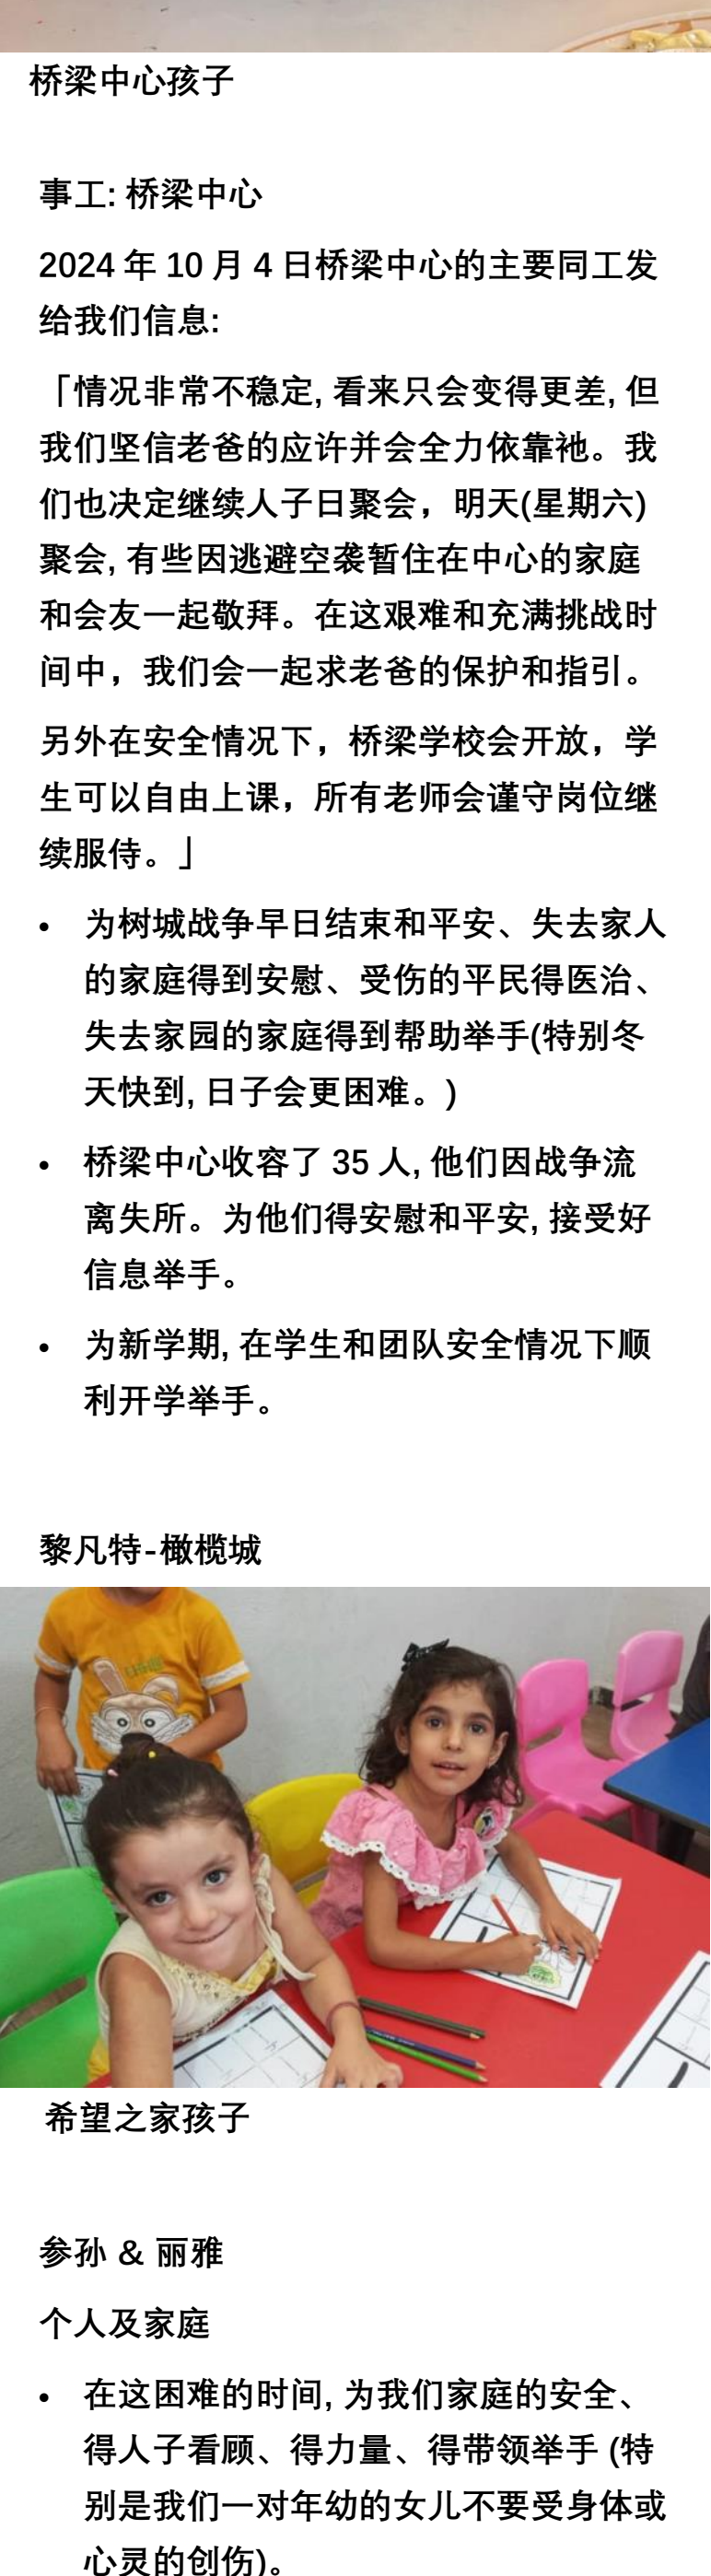 桥梁中心孩子
事工: 桥梁中心
2024 年 10 月 4 日桥梁中心的主要同工发
给我们信息:
「情况非常不稳定, 看来只会变得更差, 但
我们坚信老爸的应许并会全力依靠祂。我
们也决定继续人子日聚会，明天(星期六)
聚会, 有些因逃避空袭暂住在中心的家庭
和会友一起敬拜。在这艰难和充满挑战时
间中，我们会一起求老爸的保护和指引。
另外在安全情况下，桥梁学校会开放，学
生可以自由上课，所有老师会谨守岗位继
续服侍。」
• 为树城战争早日结束和平安、失去家人
的家庭得到安慰、受伤的平民得医治、
失去家园的家庭得到帮助举手(特别冬
天快到, 日子会更困难。)
• 桥梁中心收容了 35 人, 他们因战争流
离失所。为他们得安慰和平安, 接受好
信息举手。
• 为新学期, 在学生和团队安全情况下顺
利开学举手。
黎凡特-橄榄城
希望之家孩子
参孙 & 丽雅
个人及家庭
• 在这困难的时间, 为我们家庭的安全、
得人子看顾、得力量、得带领举手 (特
别是我们一对年幼的女儿不要受身体或
心灵的创伤)。